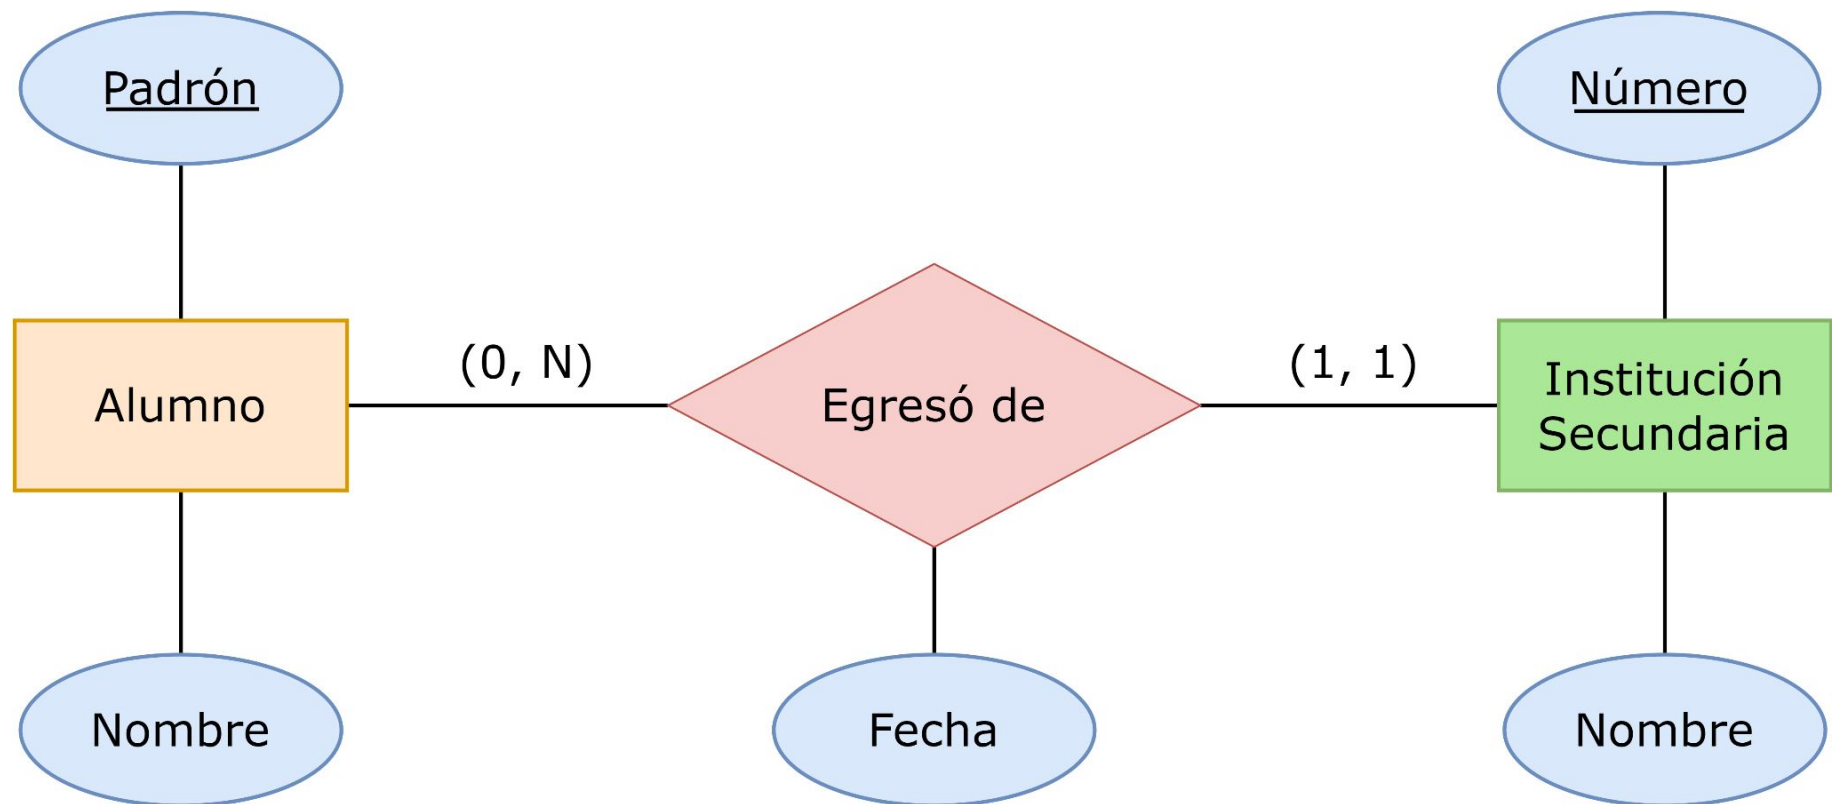 Padrón
Número
(0, N)
(1, 1)
Alumno
Egresó de
Institución
Secundaria
Nombre
Fecha
Nombre